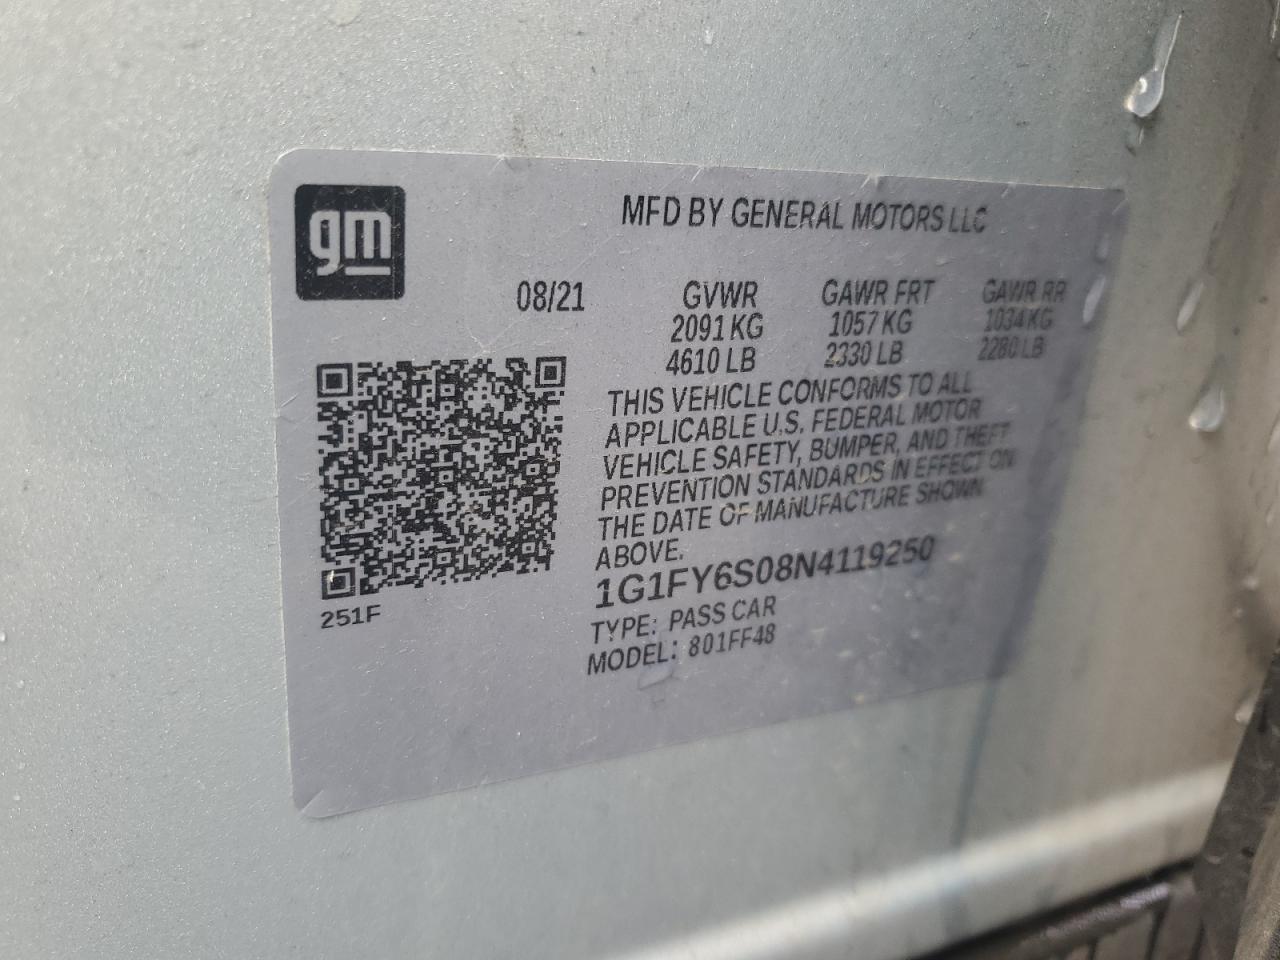 gm
MFD BY GENERAL MOTORS LLC
08/21 GVWR GAWR FRT GAWR RR
2091 KG 1057 KG 1034 KG
4610 LB 2330 LB 2280 LB
THIS VEHICLE CONFORMS TO ALL
APPLICABLE U.S. FEDERAL MOTOR
VEHICLE SAFETY, BUMPER, AND THEFT
PREVENTION STANDARDS IN EFFECT ON
THE DATE OF MANUFACTURE SHOWN
ABOVE.
1G1FY6S08N4119250
TYPE: PASS CAR
MODEL: 801FF48
251F